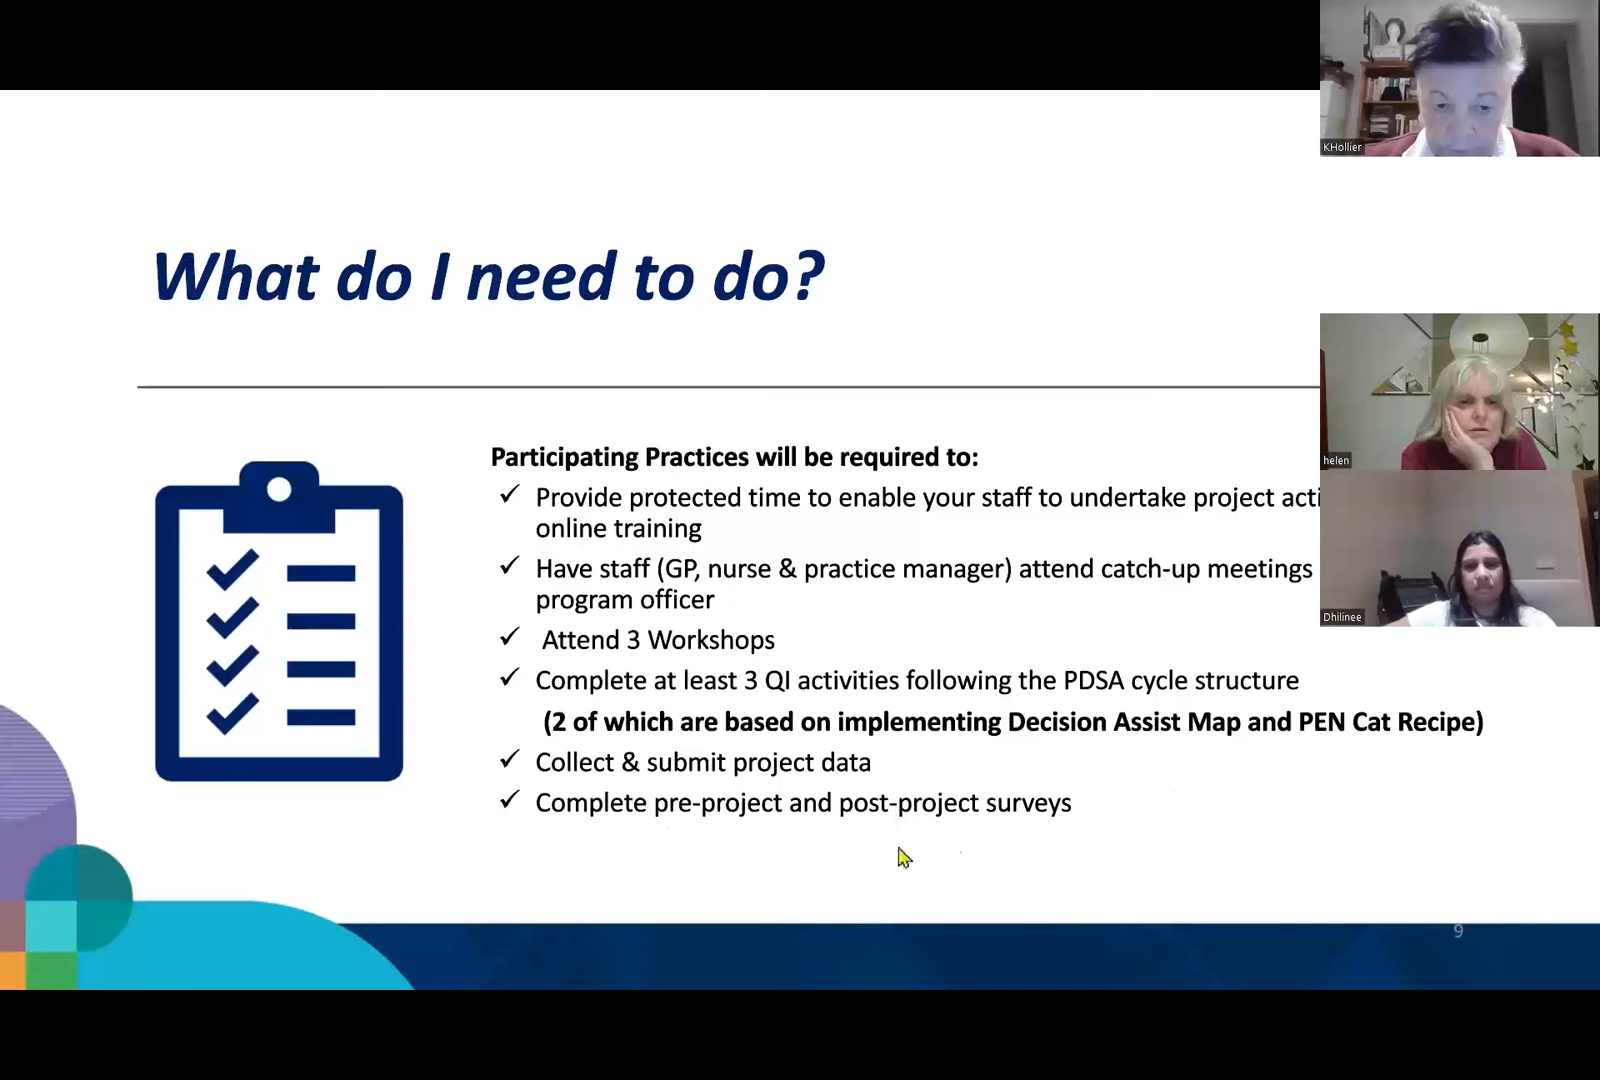 KHollier
What do I need to do?
helen
Participating Practices will be required to:
✓ Provide protected time to enable your staff to undertake project acti
online training
✓ Have staff (GP, nurse & practice manager) attend catch-up meetings
program officer
✓ Attend 3 Workshops
Dhilinee
✓ Complete at least 3 QI activities following the PDSA cycle structure
(2 of which are based on implementing Decision Assist Map and PEN Cat Recipe)
✓ Collect & submit project data
✓ Complete pre-project and post-project surveys
9